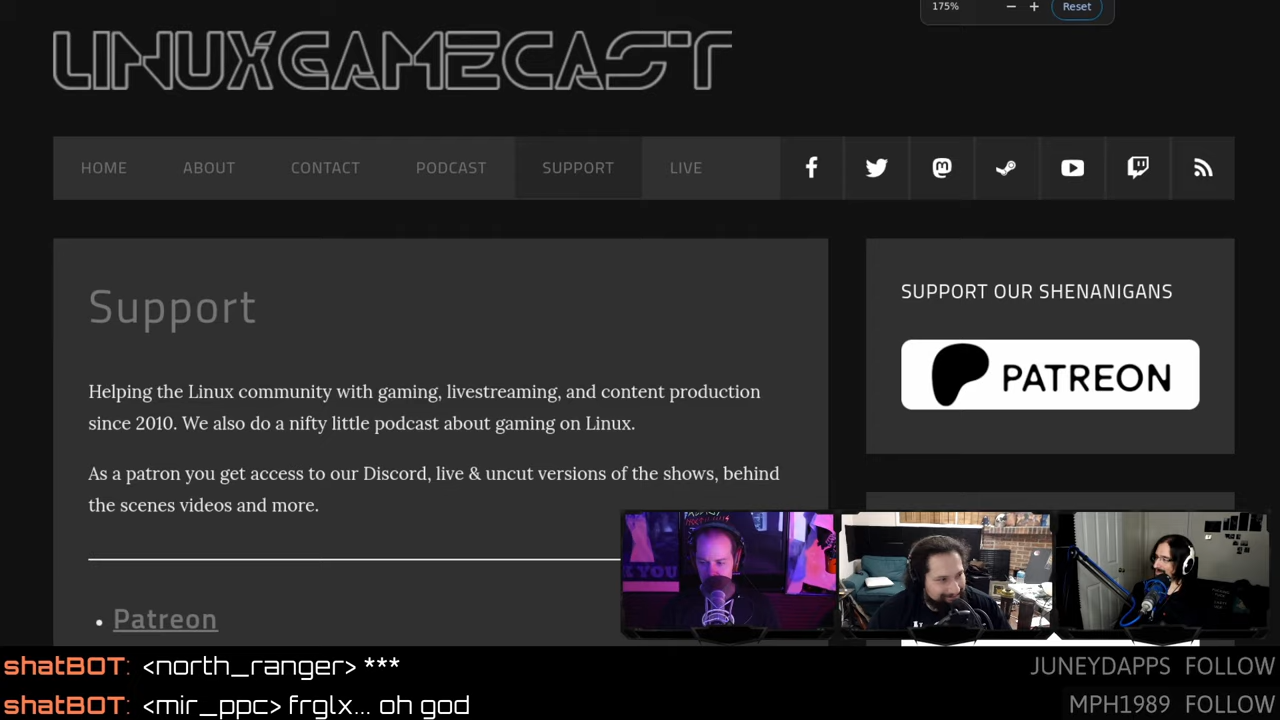 175%
Reset
LINUXGAMECAST
HOME ABOUT CONTACT PODCAST SUPPORT LIVE
Support
Helping the Linux community with gaming, livestreaming, and content production
since 2010. We also do a nifty little podcast about gaming on Linux.
As a patron you get access to our Discord, live & uncut versions of the shows, behind
the scenes videos and more.
• Patreon
SUPPORT OUR SHENANIGANS
PATREON
shatBOT: <north_ranger> ***
shatBOT: <mir_ppc> frglx... oh god
JUNEYDAPPS FOLLOW
MPH1989 FOLLOW